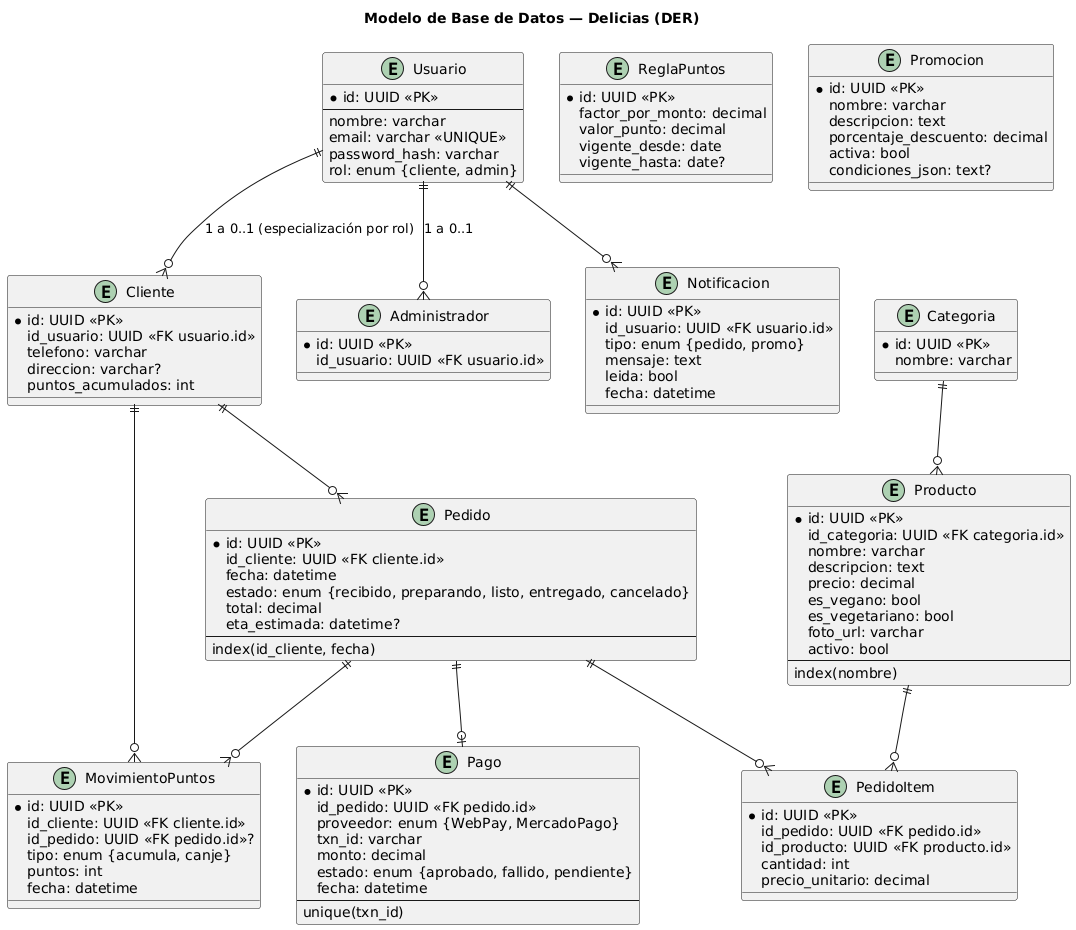 Modelo de Base de Datos — Delicias (DER)
E Usuario
id: UUID «PK»
nombre: varchar
email: varchar «UNIQUE»
password_hash: varchar
rol: enum {cliente, admin}
E ReglaPuntos
id: UUID «PK»
factor_por_monto: decimal
valor_punto: decimal
vigente_desde: date
vigente_hasta: date?
E Promocion
id: UUID «PK»
nombre: varchar
descripcion: text
porcentaje_descuento: decimal
activa: bool
condiciones_json: text?
1 a 0..1 (especialización por rol)
1 a 0..1
E Cliente
id: UUID «PK»
id_usuario: UUID «FK usuario.id»
telefono: varchar
direccion: varchar?
puntos_acumulados: int
E Administrador
id: UUID «PK»
id_usuario: UUID «FK usuario.id»
E Notificacion
id: UUID «PK»
id_usuario: UUID «FK usuario.id»
tipo: enum {pedido, promo}
mensaje: text
leida: bool
fecha: datetime
E Categoria
id: UUID «PK»
nombre: varchar
E Pedido
id: UUID «PK»
id_cliente: UUID «FK cliente.id»
fecha: datetime
estado: enum {recibido, preparando, listo, entregado, cancelado}
total: decimal
eta_estimada: datetime?
index(id_cliente, fecha)
E Producto
id: UUID «PK»
id_categoria: UUID «FK categoria.id»
nombre: varchar
descripcion: text
precio: decimal
es_vegano: bool
es_vegetariano: bool
foto_url: varchar
activo: bool
index(nombre)
E MovimientoPuntos
id: UUID «PK»
id_cliente: UUID «FK cliente.id»
id_pedido: UUID «FK pedido.id»?
tipo: enum {acumula, canje}
puntos: int
fecha: datetime
E Pago
id: UUID «PK»
id_pedido: UUID «FK pedido.id»
proveedor: enum {WebPay, MercadoPago}
txn_id: varchar
monto: decimal
estado: enum {aprobado, fallido, pendiente}
fecha: datetime
unique(txn_id)
E PedidoItem
id: UUID «PK»
id_pedido: UUID «FK pedido.id»
id_producto: UUID «FK producto.id»
cantidad: int
precio_unitario: decimal